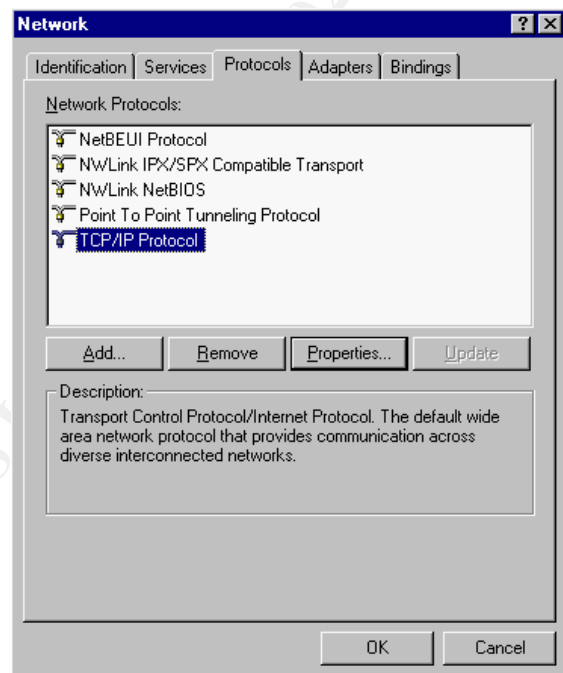 Network
Identification Services Protocols Adapters Bindings
Network Protocols:
NetBEUI Protocol
NWLink IPX/SPX Compatible Transport
NWLink NetBIOS
Point To Point Tunneling Protocol
TCP/IP Protocol
Add... Remove Properties... Update
Description:
Transport Control Protocol/Internet Protocol. The default wide
area network protocol that provides communication across
diverse interconnected networks.
OK Cancel